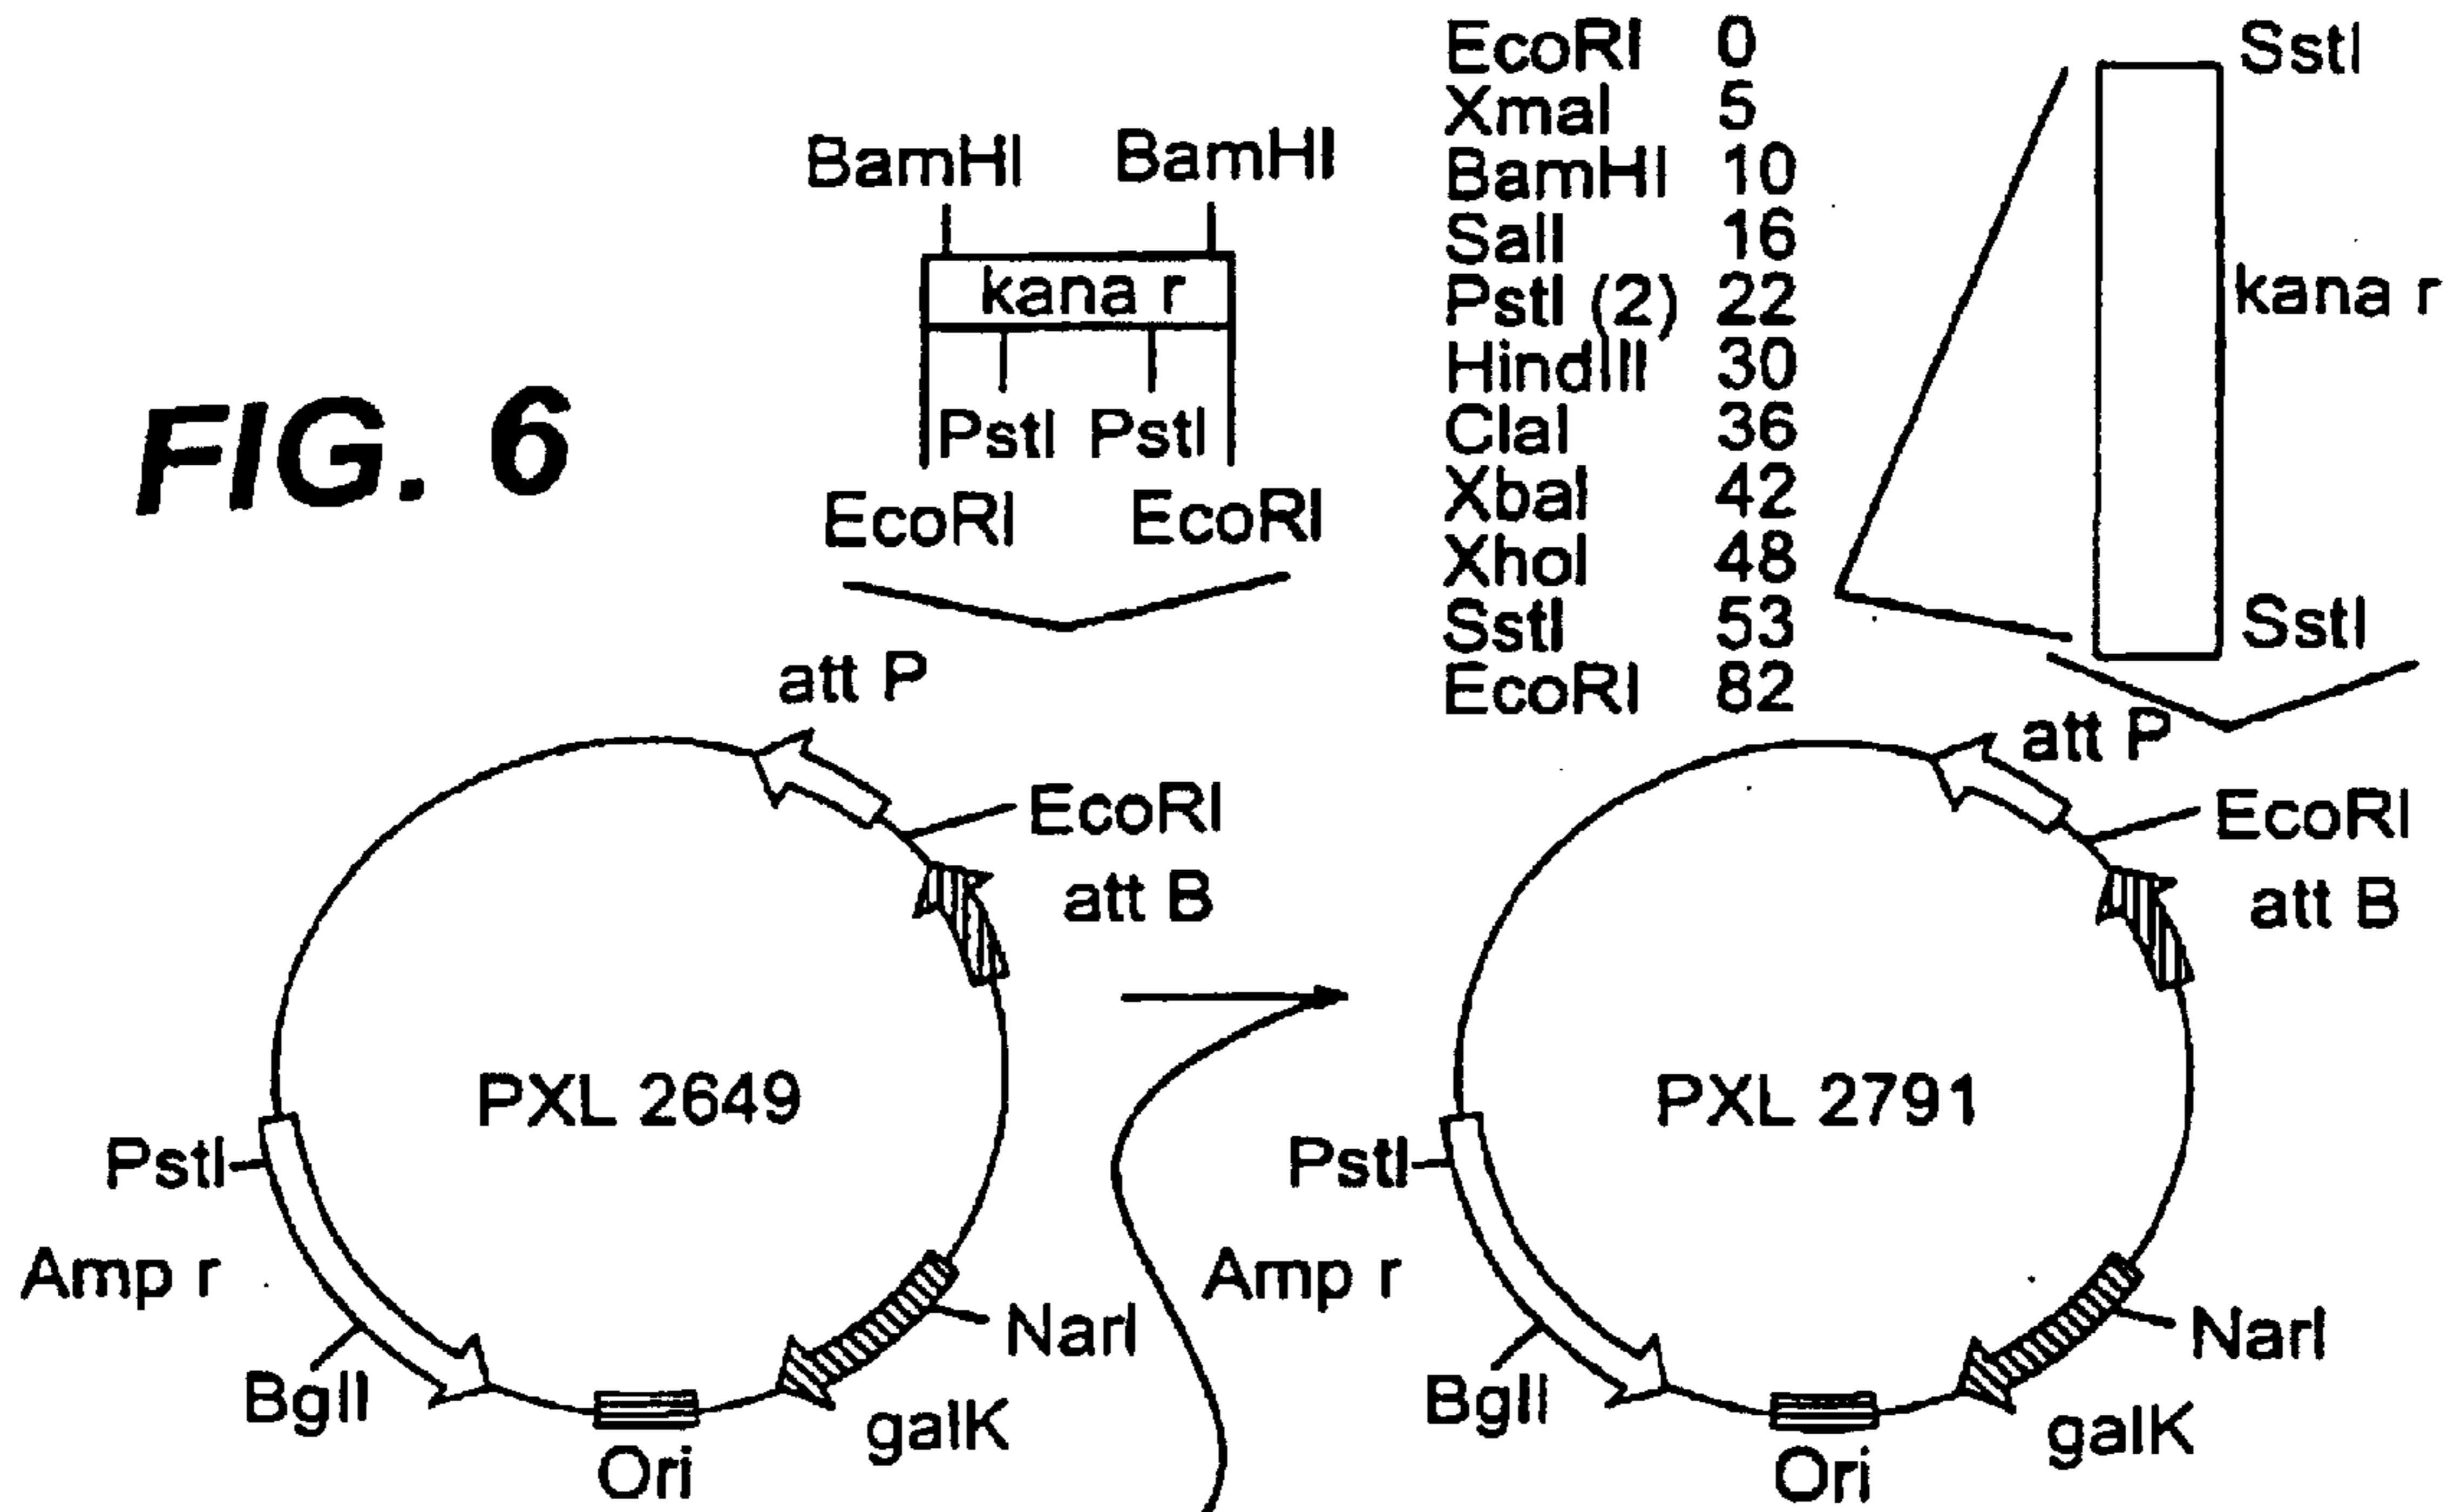 FIG. 6
BamHI BamHI
kana r
PstI PstI
EcoRI EcoRI
EcoRI 0
XmaI 5
BamHI 10
SalI 16
PstI (2) 22
HindIII 30
ClaI 36
XbaI 42
XhoI 48
SstI 53
EcoRI 82
SstI
kana r
SstI
att P
EcoRI
att B
PXL 2649
PstI
Amp r
BglI
Ori
galK
NarI
att P
EcoRI
att B
PXL 2791
PstI
Amp r
BglI
Ori
galK
NarI